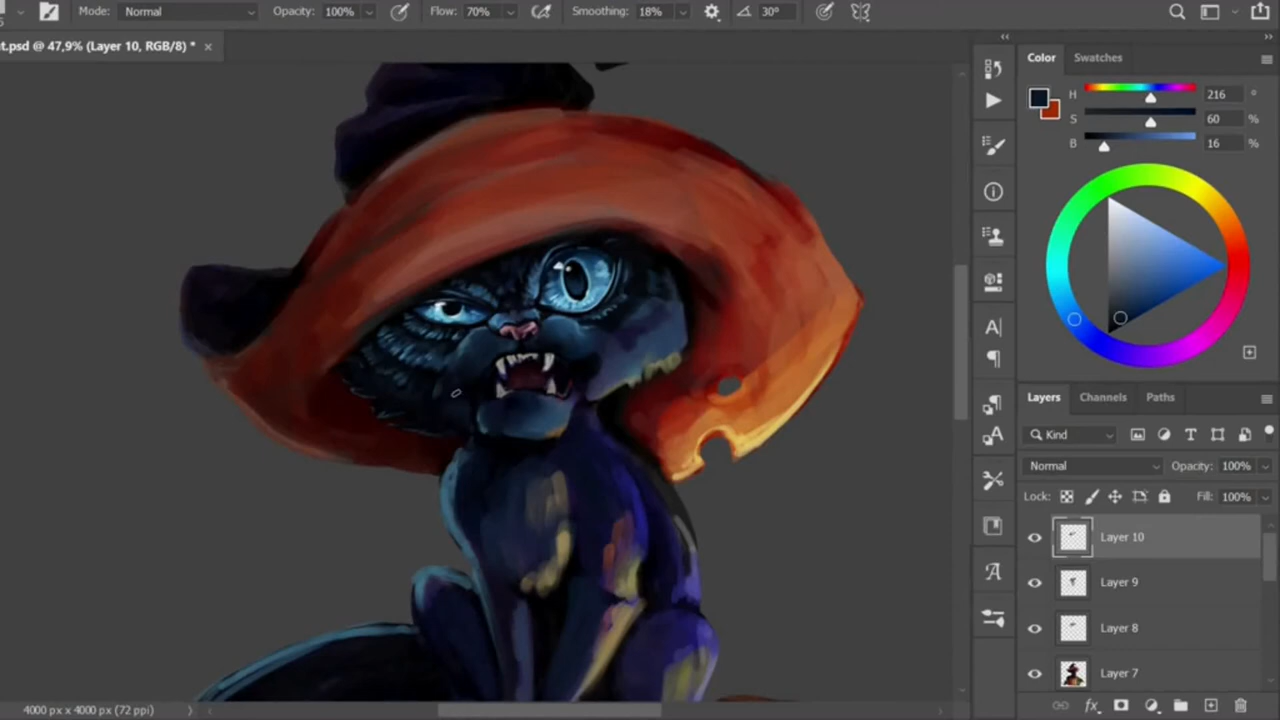 Mode: Normal Opacity: 100% Flow: 70% Smoothing: 18% 30°
t.psd @ 47,9% (Layer 10, RGB/8) * ×
Color Swatches
H 216 °
S 60 %
B 16 %
Layers Channels Paths
Kind
Normal Opacity: 100%
Lock: Fill: 100%
Layer 10
Layer 9
Layer 8
Layer 7
fx
4000 px x 4000 px (72 ppi)